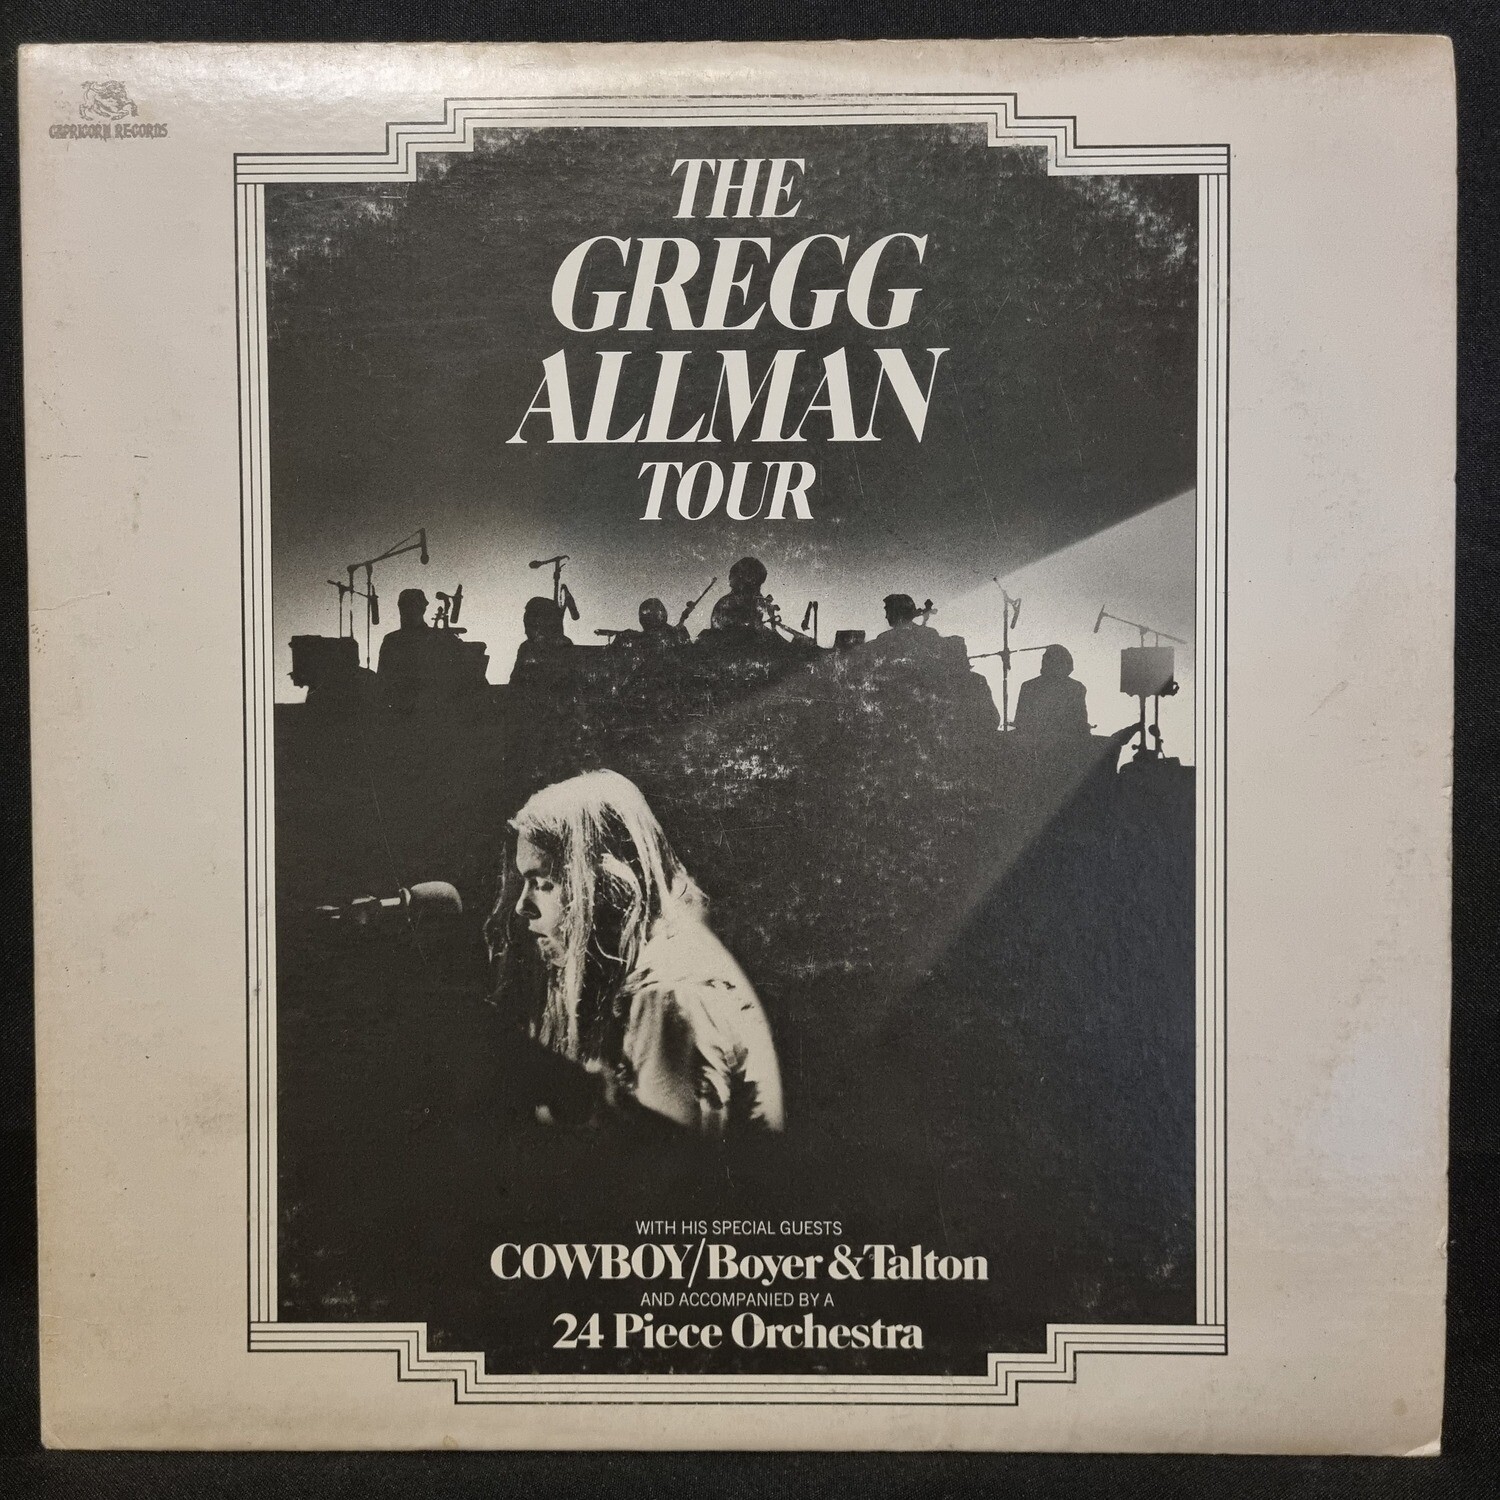 CAPRICORN RECORDS
THE
GREGG
ALLMAN
TOUR
WITH HIS SPECIAL GUESTS
COWBOY/Boyer & Talton
AND ACCOMPANIED BY A
24 Piece Orchestra